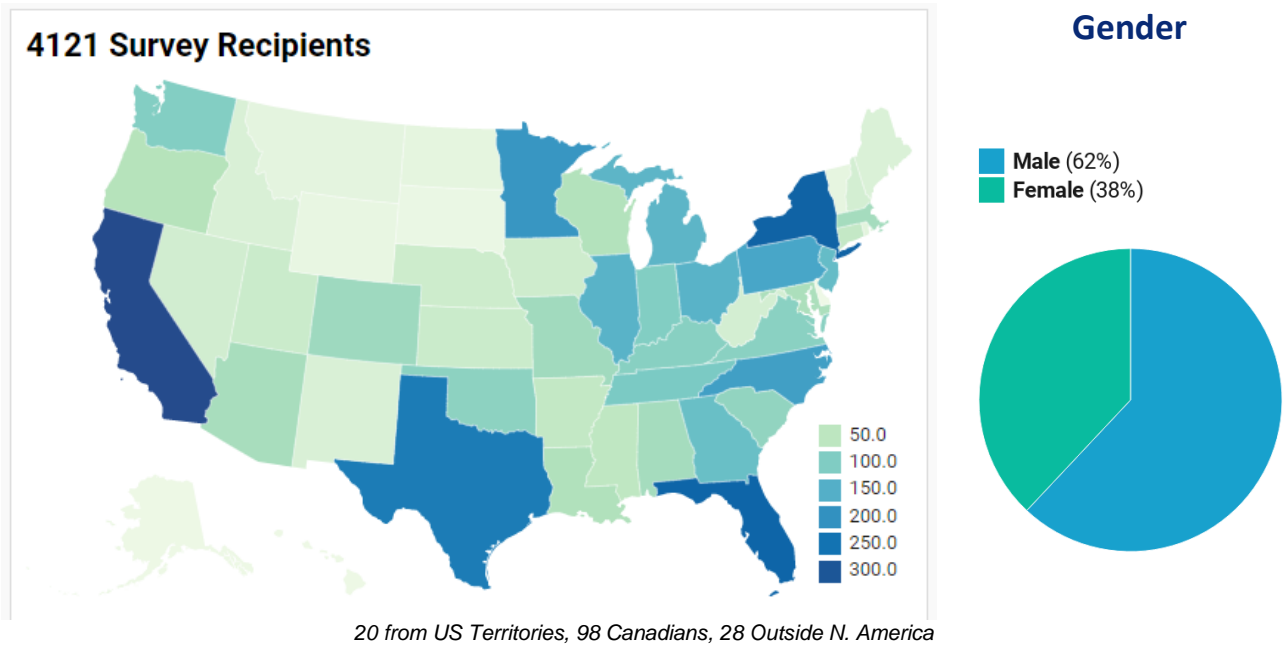 4121 Survey Recipients
Gender
Male (62%)
Female (38%)
50.0
100.0
150.0
200.0
250.0
300.0
20 from US Territories, 98 Canadians, 28 Outside N. America